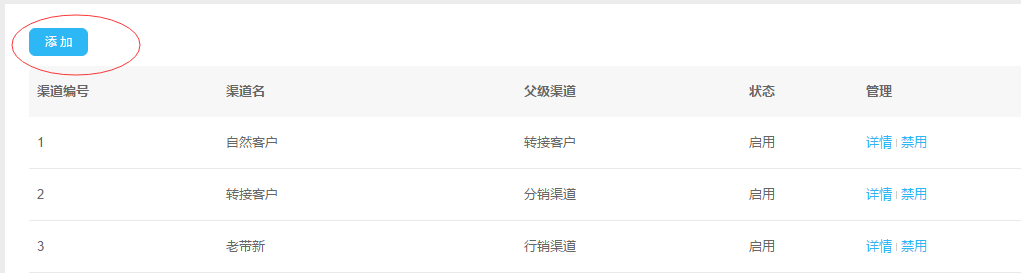 添加
渠道编号 渠道名 父级渠道 状态 管理
1 自然客户 转接客户 启用 详情 | 禁用
2 转接客户 分销渠道 启用 详情 | 禁用
3 老带新 行销渠道 启用 详情 | 禁用